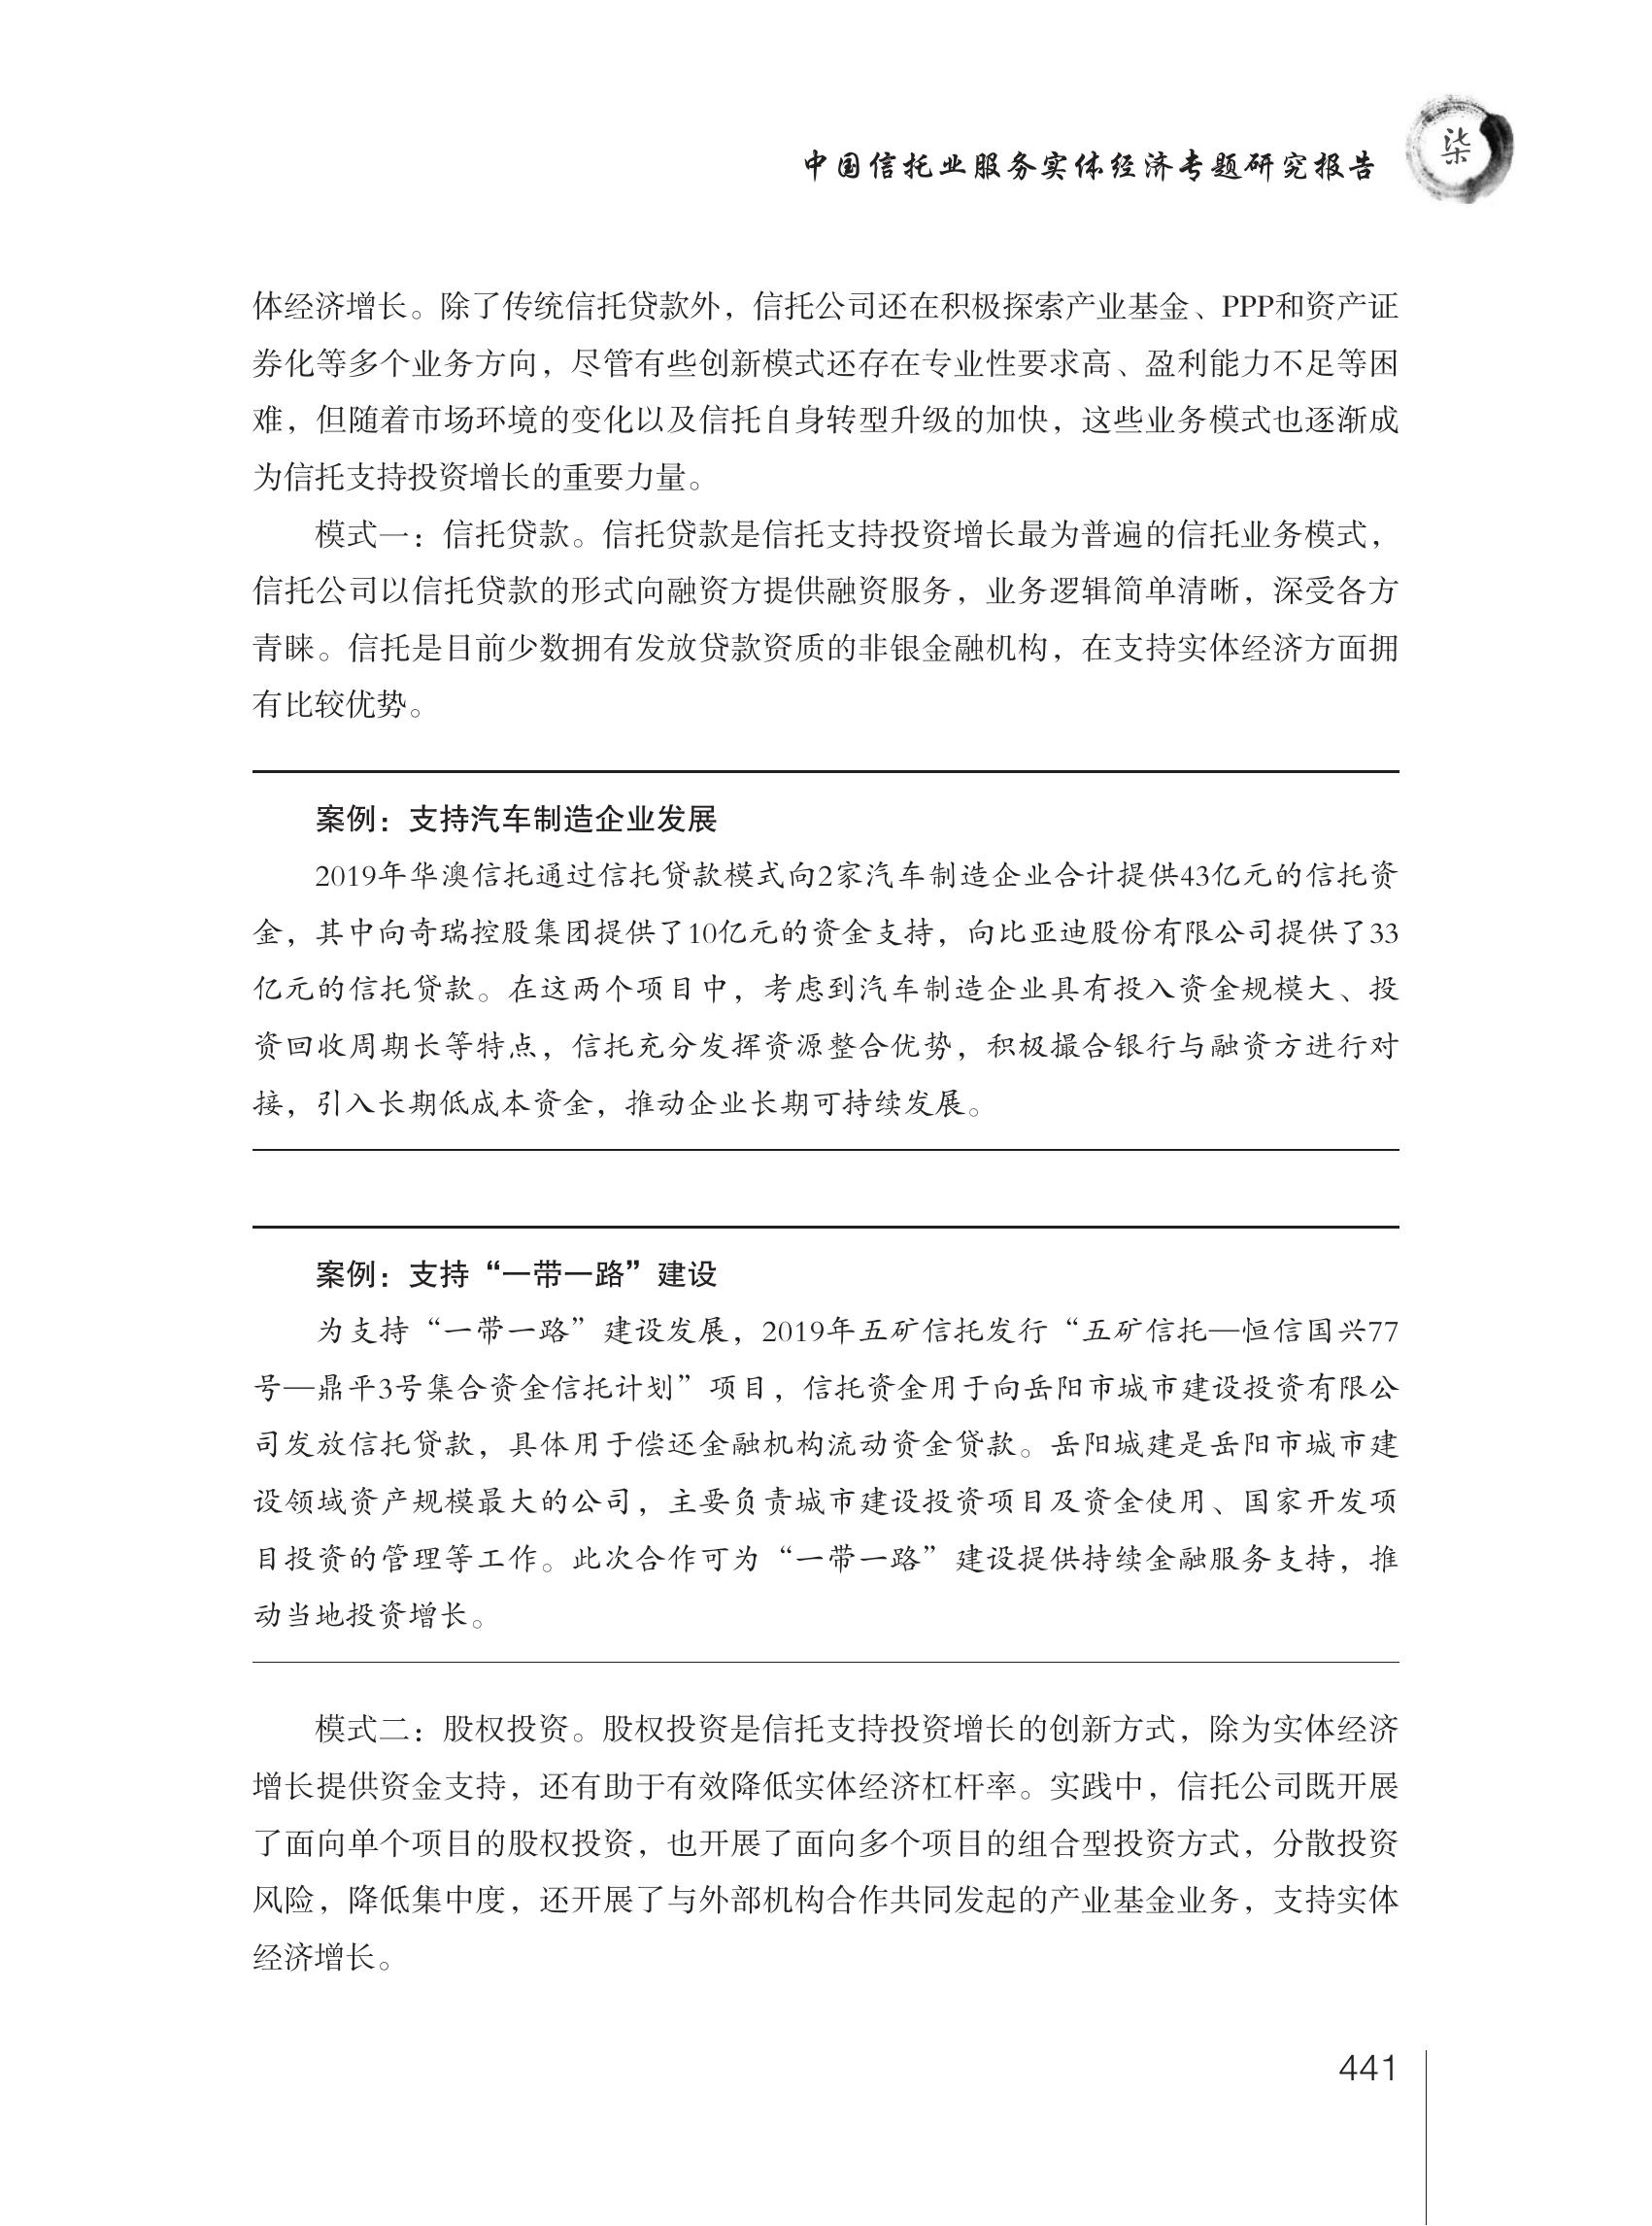 中国信托业服务实体经济专题研究报告
柒
体经济增长。除了传统信托贷款外，信托公司还在积极探索产业基金、PPP和资产证
券化等多个业务方向，尽管有些创新模式还存在专业性要求高、盈利能力不足等困
难，但随着市场环境的变化以及信托自身转型升级的加快，这些业务模式也逐渐成
为信托支持投资增长的重要力量。
模式一：信托贷款。信托贷款是信托支持投资增长最为普遍的信托业务模式，
信托公司以信托贷款的形式向融资方提供融资服务，业务逻辑简单清晰，深受各方
青睐。信托是目前少数拥有发放贷款资质的非银金融机构，在支持实体经济方面拥
有比较优势。
案例：支持汽车制造企业发展
2019年华澳信托通过信托贷款模式向2家汽车制造企业合计提供43亿元的信托资
金，其中向奇瑞控股集团提供了10亿元的资金支持，向比亚迪股份有限公司提供了33
亿元的信托贷款。在这两个项目中，考虑到汽车制造企业具有投入资金规模大、投
资回收周期长等特点，信托充分发挥资源整合优势，积极撮合银行与融资方进行对
接，引入长期低成本资金，推动企业长期可持续发展。
案例：支持“一带一路”建设
为支持“一带一路”建设发展，2019年五矿信托发行“五矿信托—恒信国兴77
号—鼎平3号集合资金信托计划”项目，信托资金用于向岳阳市城市建设投资有限公
司发放信托贷款，具体用于偿还金融机构流动资金贷款。岳阳城建是岳阳市城市建
设领域资产规模最大的公司，主要负责城市建设投资项目及资金使用、国家开发项
目投资的管理等工作。此次合作可为“一带一路”建设提供持续金融服务支持，推
动当地投资增长。
模式二：股权投资。股权投资是信托支持投资增长的创新方式，除为实体经济
增长提供资金支持，还有助于有效降低实体经济杠杆率。实践中，信托公司既开展
了面向单个项目的股权投资，也开展了面向多个项目的组合型投资方式，分散投资
风险，降低集中度，还开展了与外部机构合作共同发起的产业基金业务，支持实体
经济增长。
441